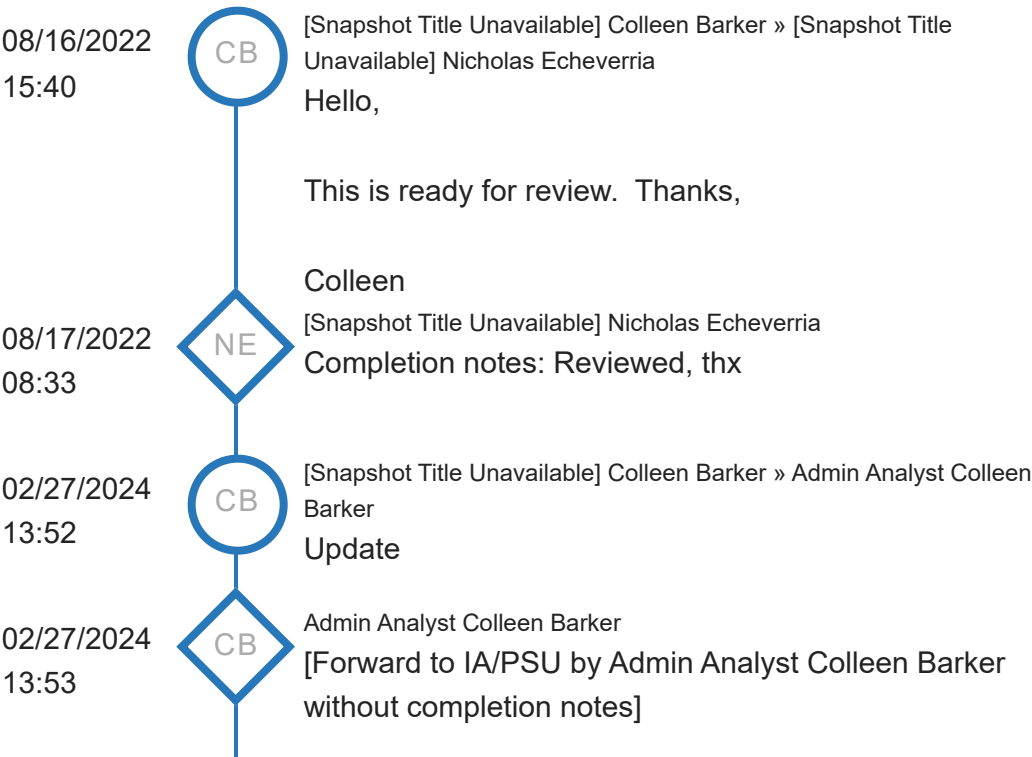 08/16/2022
15:40
CB
[Snapshot Title Unavailable] Colleen Barker » [Snapshot Title
Unavailable] Nicholas Echeverria
Hello,
This is ready for review.  Thanks,
Colleen
08/17/2022
08:33
NE
[Snapshot Title Unavailable] Nicholas Echeverria
Completion notes: Reviewed, thx
02/27/2024
13:52
CB
[Snapshot Title Unavailable] Colleen Barker » Admin Analyst Colleen
Barker
Update
02/27/2024
13:53
CB
Admin Analyst Colleen Barker
[Forward to IA/PSU by Admin Analyst Colleen Barker
without completion notes]